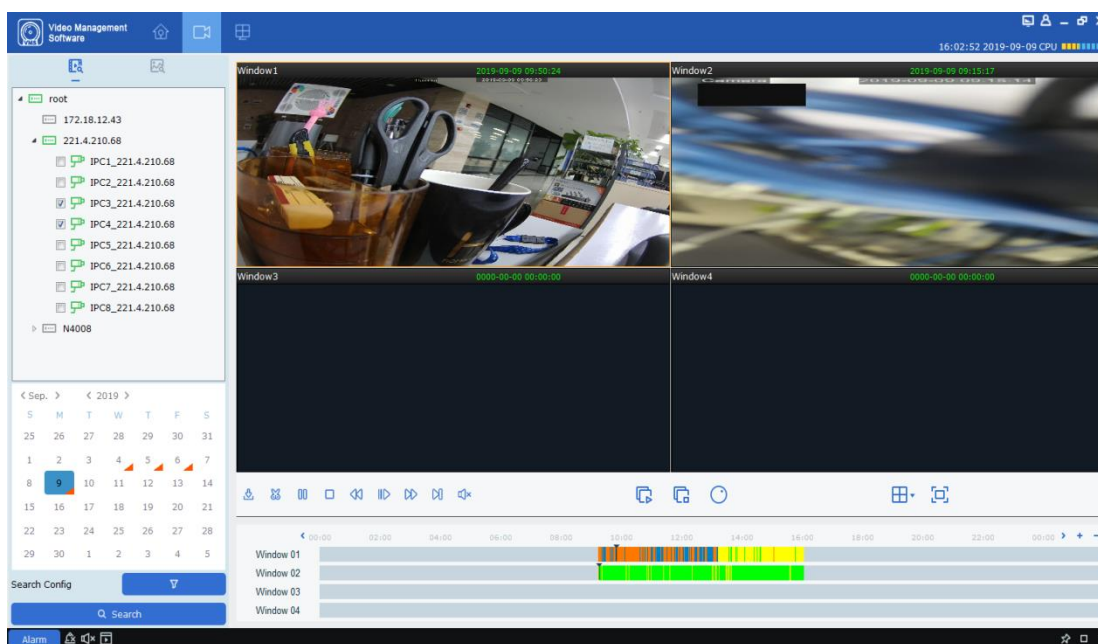 Video Management
Software
16:02:52 2019-09-09 CPU
root
172.18.12.43
221.4.210.68
IPC1_221.4.210.68
IPC2_221.4.210.68
IPC3_221.4.210.68
IPC4_221.4.210.68
IPC5_221.4.210.68
IPC6_221.4.210.68
IPC7_221.4.210.68
IPC8_221.4.210.68
N4008
Window1 2019-09-09 09:50:24
Window2 2019-09-09 09:15:17
Camera 2019-09-09 09:15:14
Window3 0000-00-00 00:00:00
Window4 0000-00-00 00:00:00
< Sep. > < 2019 >
S M T W T F S
25 26 27 28 29 30 31
1 2 3 4 5 6 7
8 9 10 11 12 13 14
15 16 17 18 19 20 21
22 23 24 25 26 27 28
29 30 1 2 3 4 5
Search Config
Search
00:00 02:00 04:00 06:00 08:00 10:00 12:00 14:00 16:00 18:00 20:00 22:00 00:00
Window 01
Window 02
Window 03
Window 04
Alarm